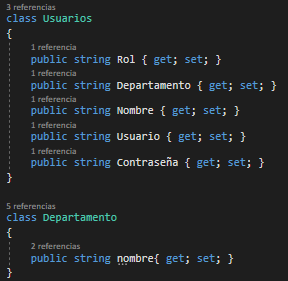 3 referencias
class Usuarios
{
1 referencia
public string Rol { get; set; }
1 referencia
public string Departamento { get; set; }
1 referencia
public string Nombre { get; set; }
1 referencia
public string Usuario { get; set; }
1 referencia
public string Contraseña { get; set; }
}
5 referencias
class Departamento
{
2 referencias
public string nombre{ get; set; }
}